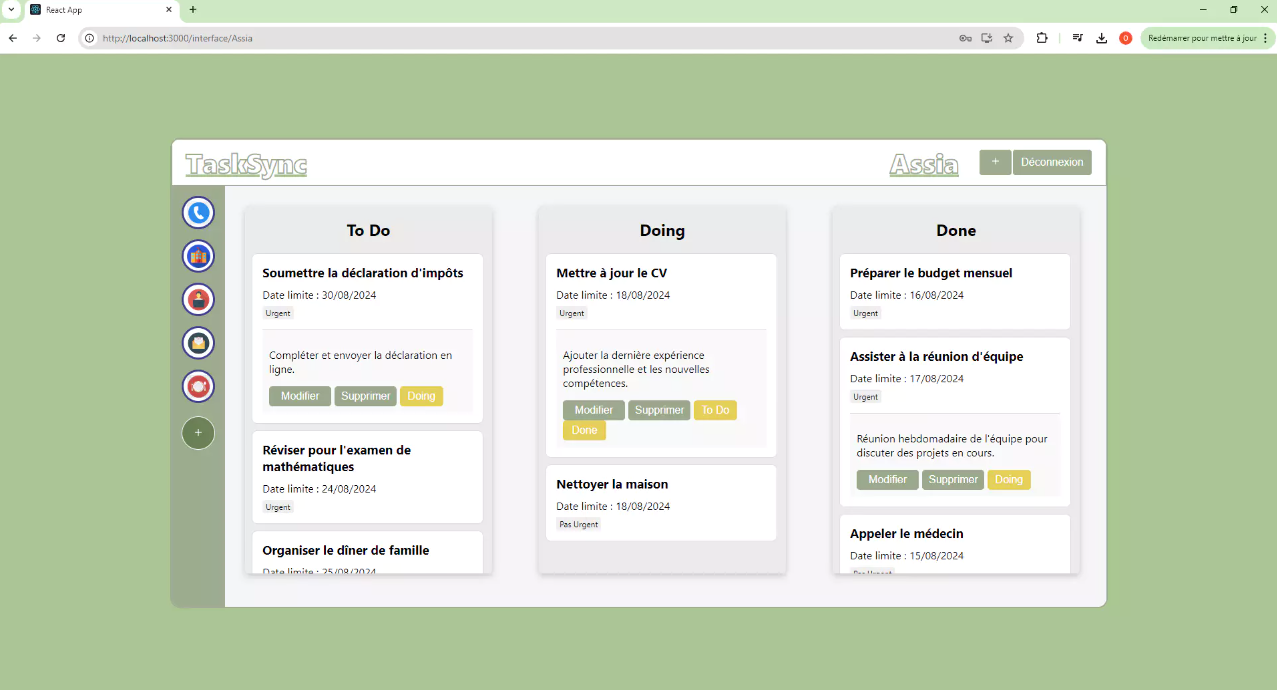 React App
http://localhost:3000/interface/Assia
0
Redémarrer pour mettre à jour
TaskSync
Assia
+
Déconnexion
+
To Do
Soumettre la déclaration d'impôts
Date limite : 30/08/2024
Urgent
Compléter et envoyer la déclaration en
ligne.
Modifier Supprimer Doing
Réviser pour l'examen de
mathématiques
Date limite : 24/08/2024
Urgent
Organiser le dîner de famille
Date limite : 25/08/2024
Doing
Mettre à jour le CV
Date limite : 18/08/2024
Urgent
Ajouter la dernière expérience
professionnelle et les nouvelles
compétences.
Modifier Supprimer To Do
Done
Nettoyer la maison
Date limite : 18/08/2024
Pas Urgent
Done
Préparer le budget mensuel
Date limite : 16/08/2024
Urgent
Assister à la réunion d'équipe
Date limite : 17/08/2024
Urgent
Réunion hebdomadaire de l'équipe pour
discuter des projets en cours.
Modifier Supprimer Doing
Appeler le médecin
Date limite : 15/08/2024
Pas Urgent